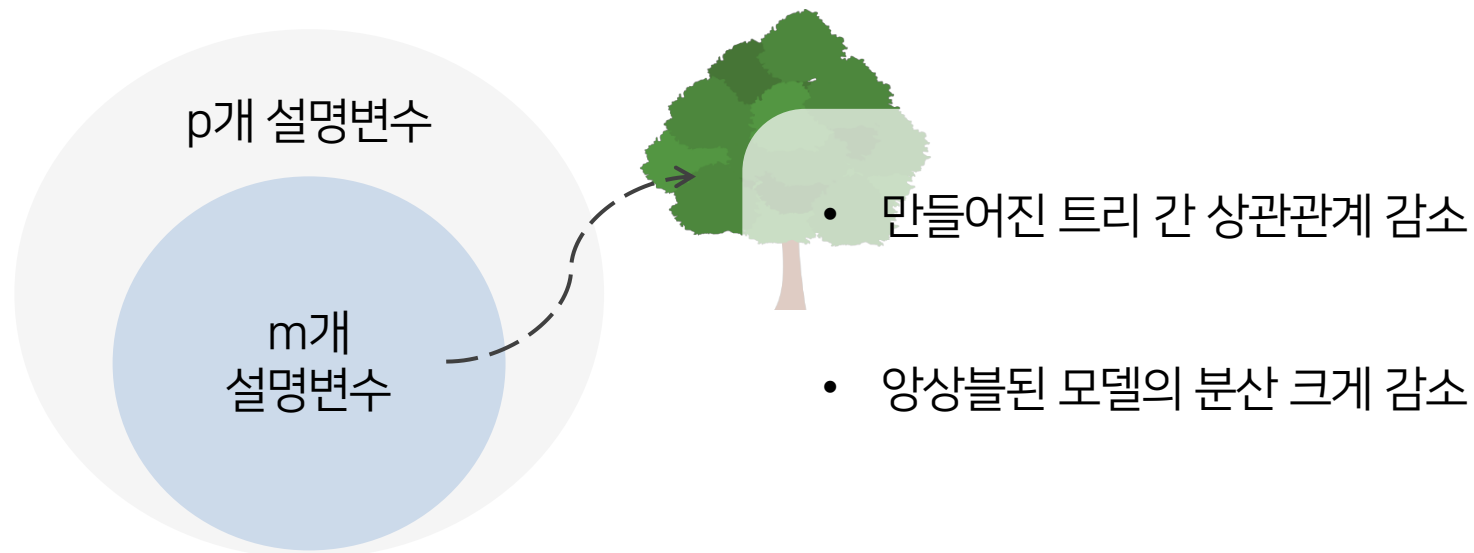 p개 설명변수
m개
설명변수
• 만들어진 트리 간 상관관계 감소
• 앙상블된 모델의 분산 크게 감소